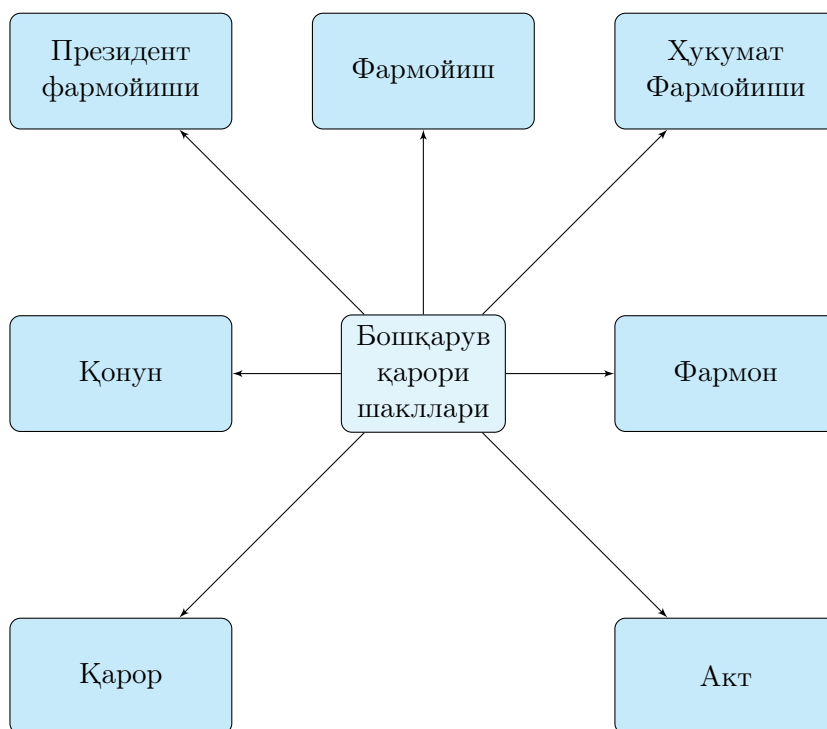 Президент
фармойиши
Фармойиш
Ҳукумат
Фармойиши
Қонун
Бошқарув
қарори
шакллари
Фармон
Қарор
Акт